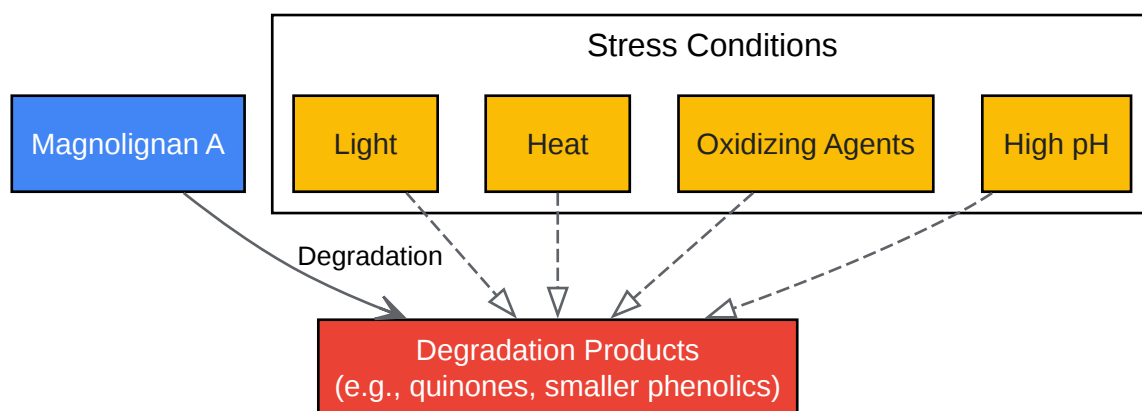 Stress Conditions
Magnolignan A
Light
Heat
Oxidizing Agents
High pH
Degradation
Degradation Products
(e.g., quinones, smaller phenolics)